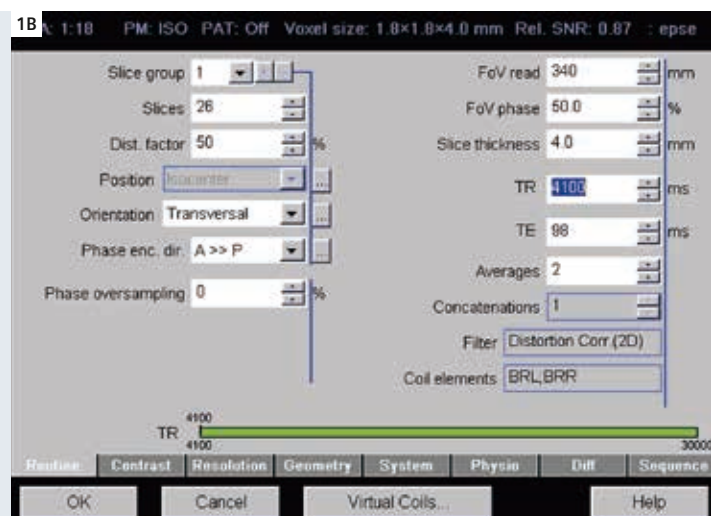 1B
A: 1:18 PM: ISO PAT: Off Voxel size: 1.8×1.8×4.0 mm Rel. SNR: 0.87 : epse
Slice group 1
Slices 26
Dist. factor 50 %
Position Isocenter
Orientation Transversal
Phase enc. dir. A >> P
Phase oversampling 0 %
FoV read 340 mm
FoV phase 50.0 %
Slice thickness 4.0 mm
TR 4100 ms
TE 98 ms
Averages 2
Concatenations 1
Filter Distortion Corr.(2D)
Coil elements BRL,BRR
4100
TR
4100 30000
Routine Contrast Resolution Geometry System Physio Diff Sequence
OK Cancel Virtual Coils... Help